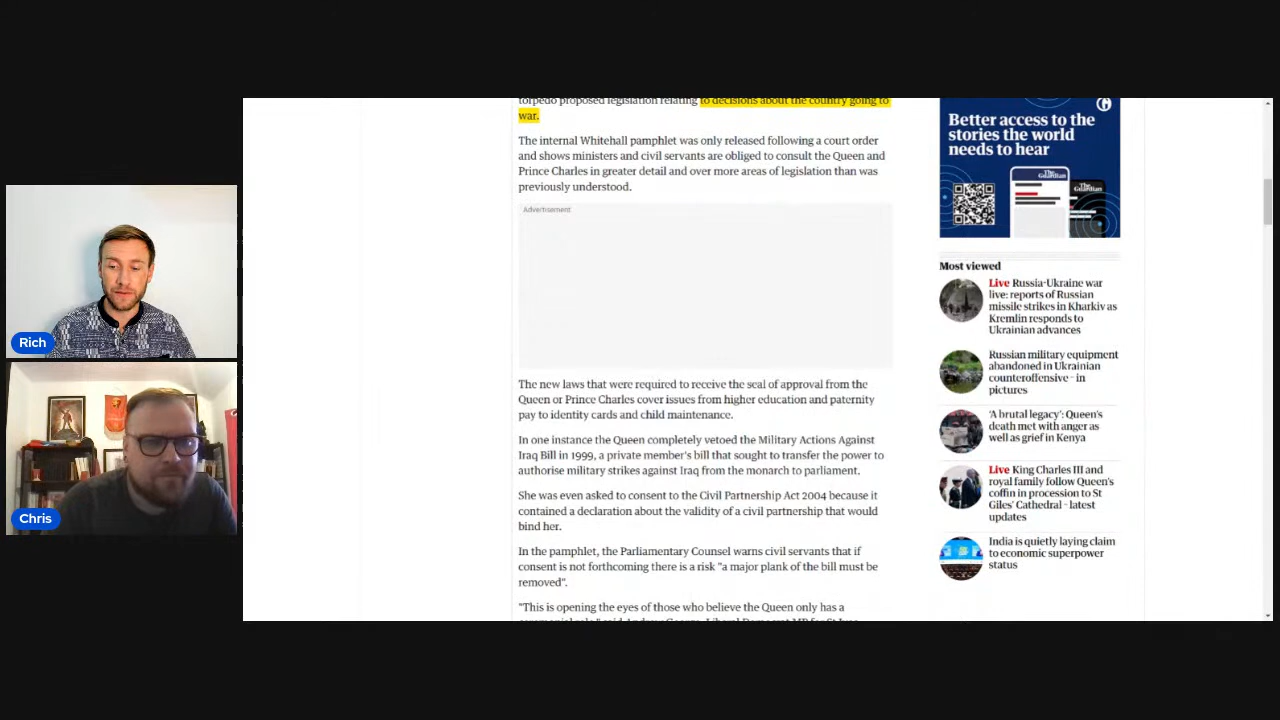 torpedo proposed legislation relating to decisions about the country going to
war.
The internal Whitehall pamphlet was only released following a court order
and shows ministers and civil servants are obliged to consult the Queen and
Prince Charles in greater detail and over more areas of legislation than was
previously understood.
Advertisement
The new laws that were required to receive the seal of approval from the
Queen or Prince Charles cover issues from higher education and paternity
pay to identity cards and child maintenance.
In one instance the Queen completely vetoed the Military Actions Against
Iraq Bill in 1999, a private member's bill that sought to transfer the power to
authorise military strikes against Iraq from the monarch to parliament.
She was even asked to consent to the Civil Partnership Act 2004 because it
contained a declaration about the validity of a civil partnership that would
bind her.
In the pamphlet, the Parliamentary Counsel warns civil servants that if
consent is not forthcoming there is a risk "a major plank of the bill must be
removed".
"This is opening the eyes of those who believe the Queen only has a
Better access to the
stories the world
needs to hear
The
Guardian
The
Guardian
Most viewed
Live Russia-Ukraine war
live: reports of Russian
missile strikes in Kharkiv as
Kremlin responds to
Ukrainian advances
Russian military equipment
abandoned in Ukrainian
counteroffensive – in
pictures
'A brutal legacy': Queen's
death met with anger as
well as grief in Kenya
Live King Charles III and
royal family follow Queen's
coffin in procession to St
Giles' Cathedral – latest
updates
India is quietly laying claim
to economic superpower
status
Rich
Chris